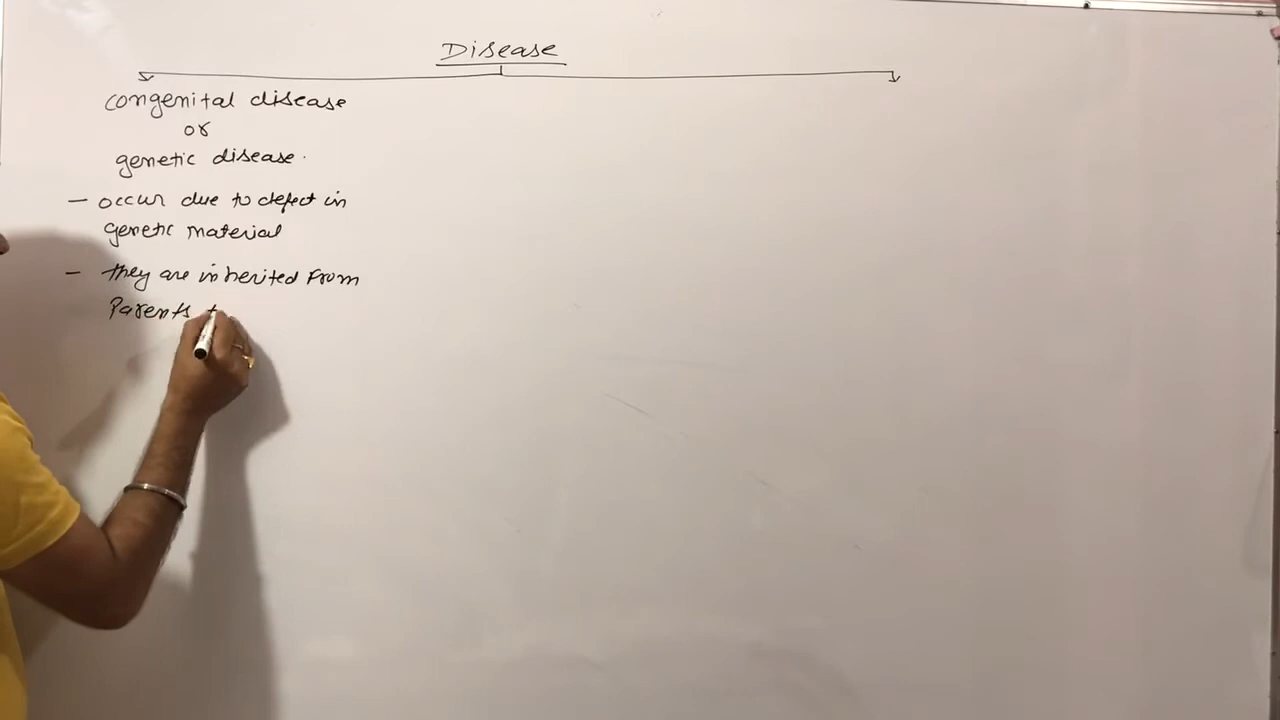 Disease
congenital disease
or
genetic disease.
- occur due to defect in
genetic material
- they are inherited From
Parents t